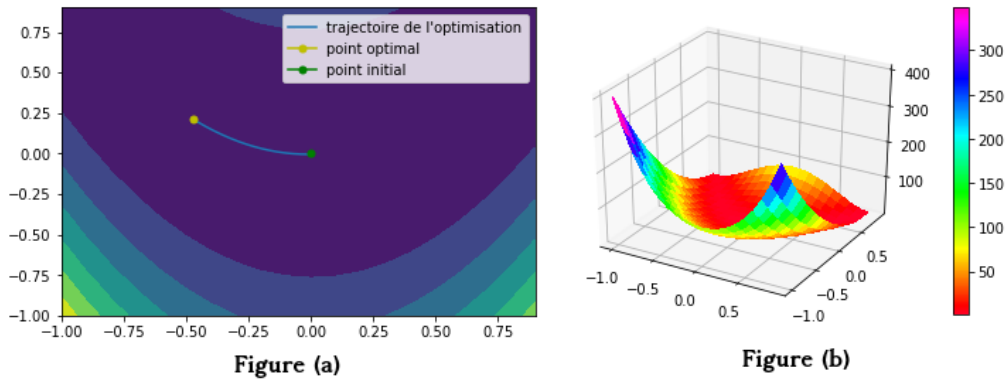 trajectoire de l'optimisation
point optimal
point initial
0.75
0.50
0.25
0.00
−0.25
−0.50
−0.75
−1.00
−1.00 −0.75 −0.50 −0.25 0.00 0.25 0.50 0.75
Figure (a)
400
300
200
100
−1.0 −0.5 0.0 0.5
−1.0 −0.5 0.0 0.5
300
250
200
150
100
50
Figure (b)